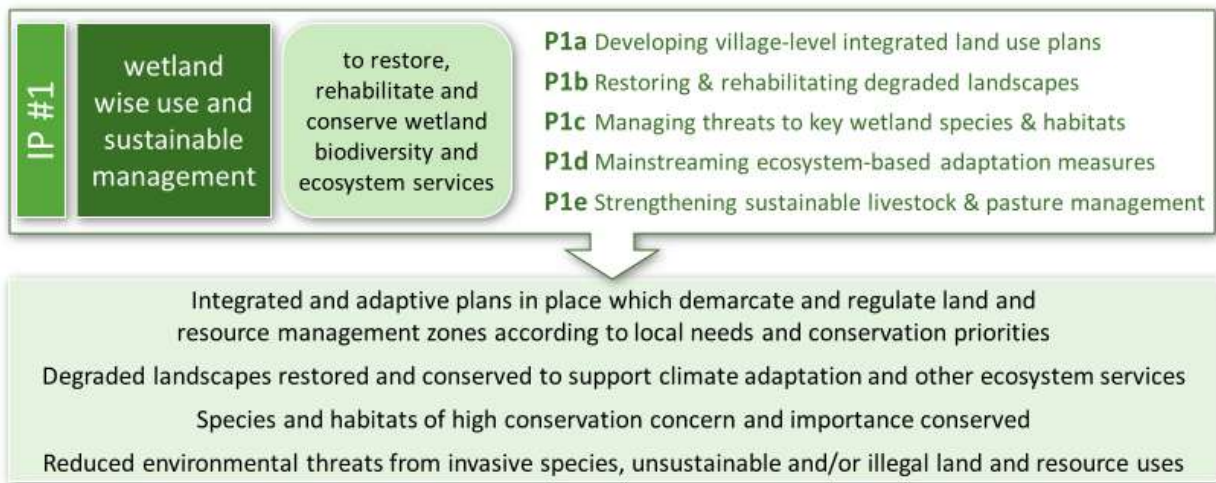 IP #1
wetland
wise use and
sustainable
management
to restore,
rehabilitate and
conserve wetland
biodiversity and
ecosystem services
P1a Developing village-level integrated land use plans
P1b Restoring & rehabilitating degraded landscapes
P1c Managing threats to key wetland species & habitats
P1d Mainstreaming ecosystem-based adaptation measures
P1e Strengthening sustainable livestock & pasture management
Integrated and adaptive plans in place which demarcate and regulate land and
resource management zones according to local needs and conservation priorities
Degraded landscapes restored and conserved to support climate adaptation and other ecosystem services
Species and habitats of high conservation concern and importance conserved
Reduced environmental threats from invasive species, unsustainable and/or illegal land and resource uses